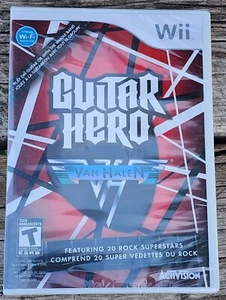 Wii
Wi-Fi
GUITAR
HERO
VAN HALEN
TEEN
T
ESRB
FEATURING 20 ROCK SUPERSTARS
COMPREND 20 SUPER VEDETTES DU ROCK
ACTIVISION